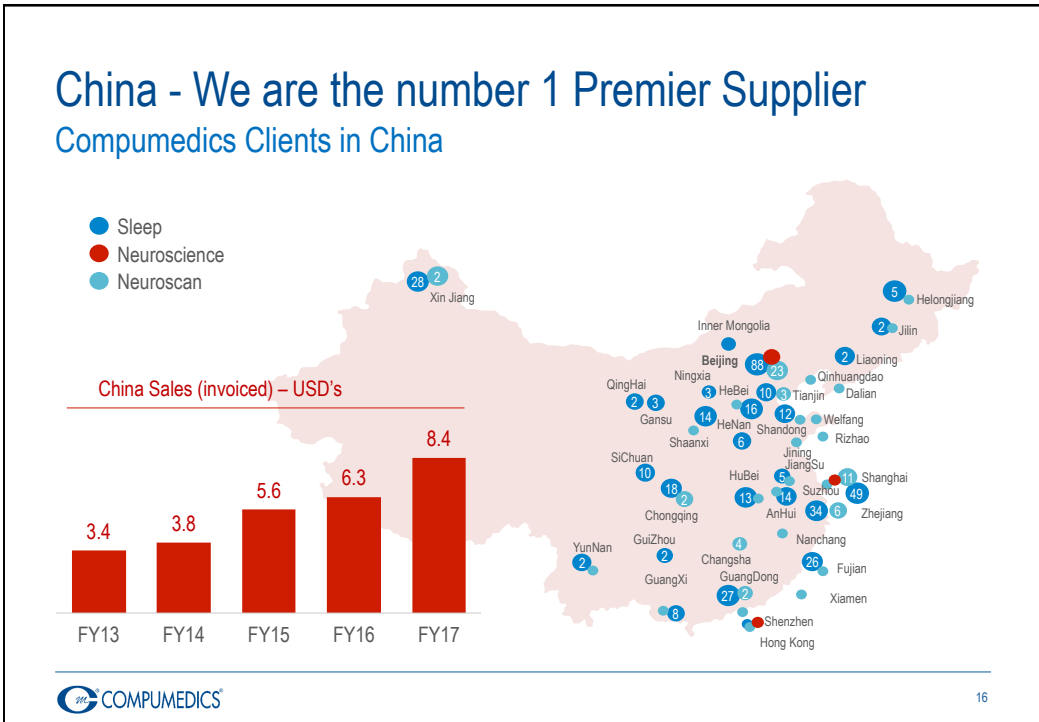 China - We are the number 1 Premier Supplier
Compumedics Clients in China
Sleep
Neuroscience
Neuroscan
28
2
Xin Jiang
5
Helongjiang
2
Jilin
Inner Mongolia
2
Liaoning
Beijing
88
23
Qinhuangdao
Dalian
Ningxia
3
HeBei
10
3
Tianjin
QingHai
2
3
Gansu
14
16
12
Welfang
HeNan
Shandong
Shaanxi
6
Rizhao
Jining
SiChuan
10
JiangSu
5
11
Shanghai
18
2
Chongqing
HuBei
13
14
Suzhou
49
AnHui
34
6
Zhejiang
Nanchang
YunNan
2
GuiZhou
2
4
Changsha
26
Fujian
GuangXi
GuangDong
27
2
Xiamen
8
Shenzhen
Hong Kong
China Sales (invoiced) – USD's
3.4
3.8
5.6
6.3
8.4
FY13
FY14
FY15
FY16
FY17
COMPUMEDICS®
16